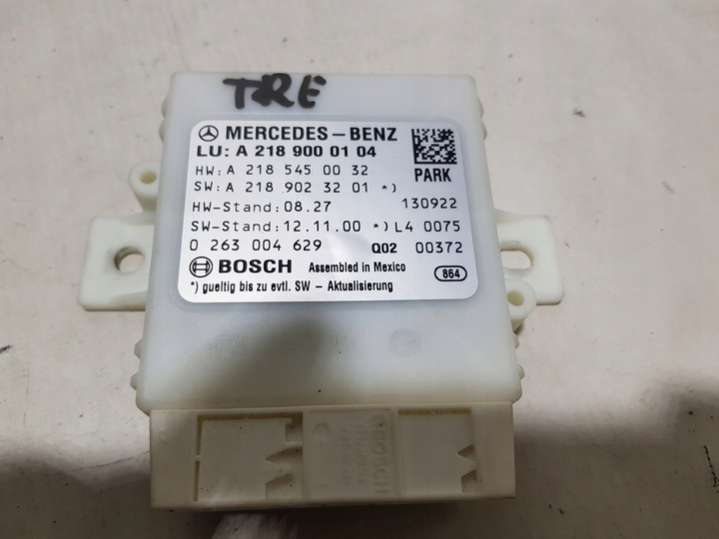 TRE
MERCEDES-BENZ
LU: A 218 900 01 04
HW: A 218 545 00 32
PARK
SW: A 218 902 32 01 *)
HW-Stand: 08.27 130922
SW-Stand: 12.11.00 *) L4 0075
0 263 004 629 Q02 00372
BOSCH Assembled in Mexico 864
*) gueltig bis zu evtl. SW - Aktualisierung
BOSCH